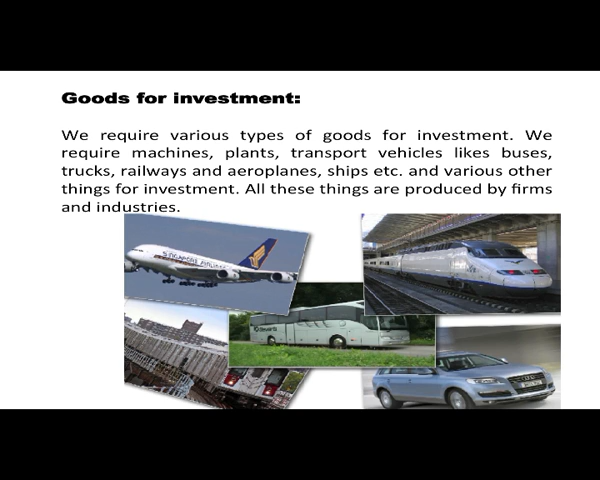 Goods for investment:
We require various types of goods for investment. We
require machines, plants, transport vehicles likes buses,
trucks, railways and aeroplanes, ships etc. and various other
things for investment. All these things are produced by firms
and industries.
SINGAPORE AIRLINES